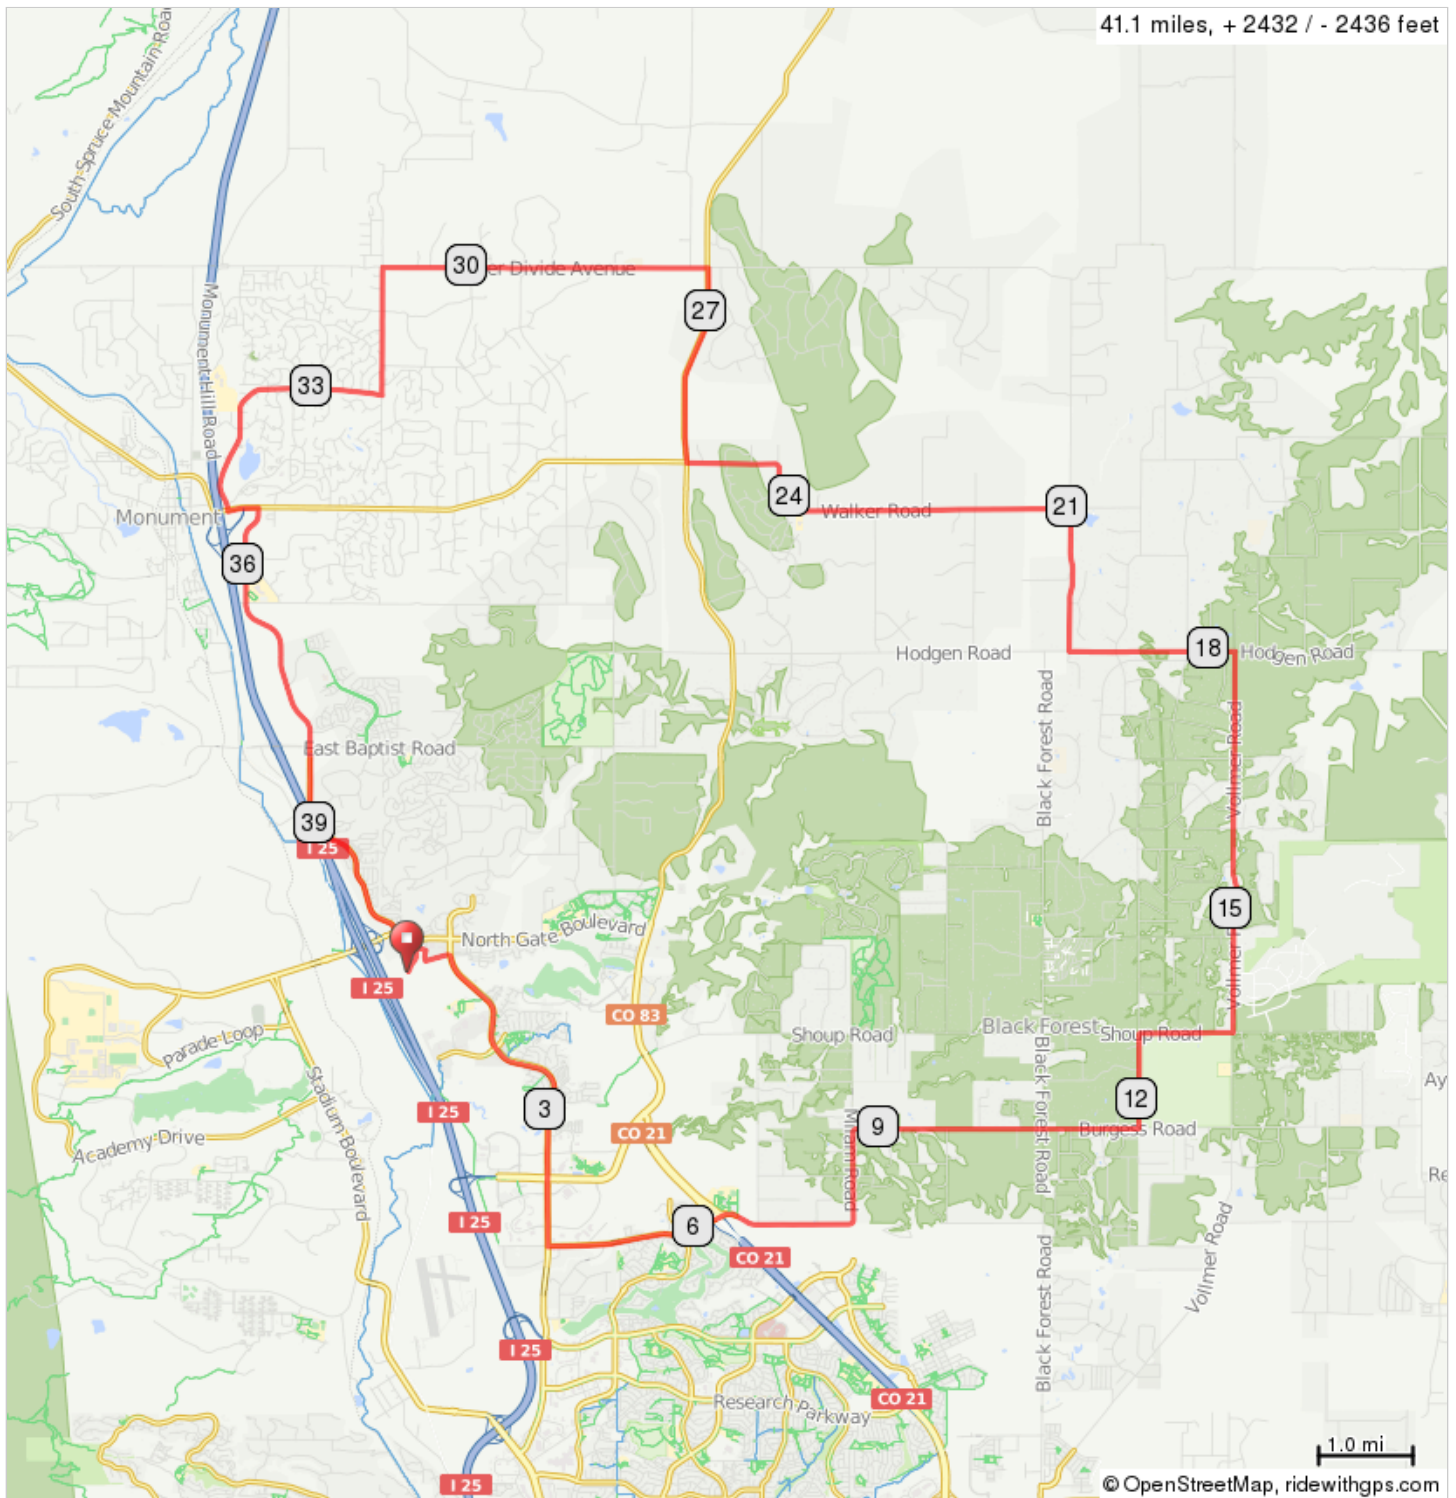 41.1 miles, + 2432 / - 2436 feet
South Spruce Mountain Roa
30
er Divide Avenue
27
Monument Hill Road
33
24
Walker Road
21
Monument
36
Hodgen Road
18
Hodgen Road
Black Forest Road
Vollmer Road
East Baptist Road
39
I 25
15
North Gate Boulevard
I 25
Vollmer
CO 83
Shoup Road
Black Forest
Shoup Road
Parade Loop
Stadium Boulevard
Black Forest Road
Ay
I 25
3
12
CO 21
Milam Road
9
Burgess Road
Academy Drive
Re
I 25
6
CO 21
Vollmer Road
Black Forest Road
I 25
CO 21
Research Parkway
1.0 mi
I 25
© OpenStreetMap, ridewithgps.com